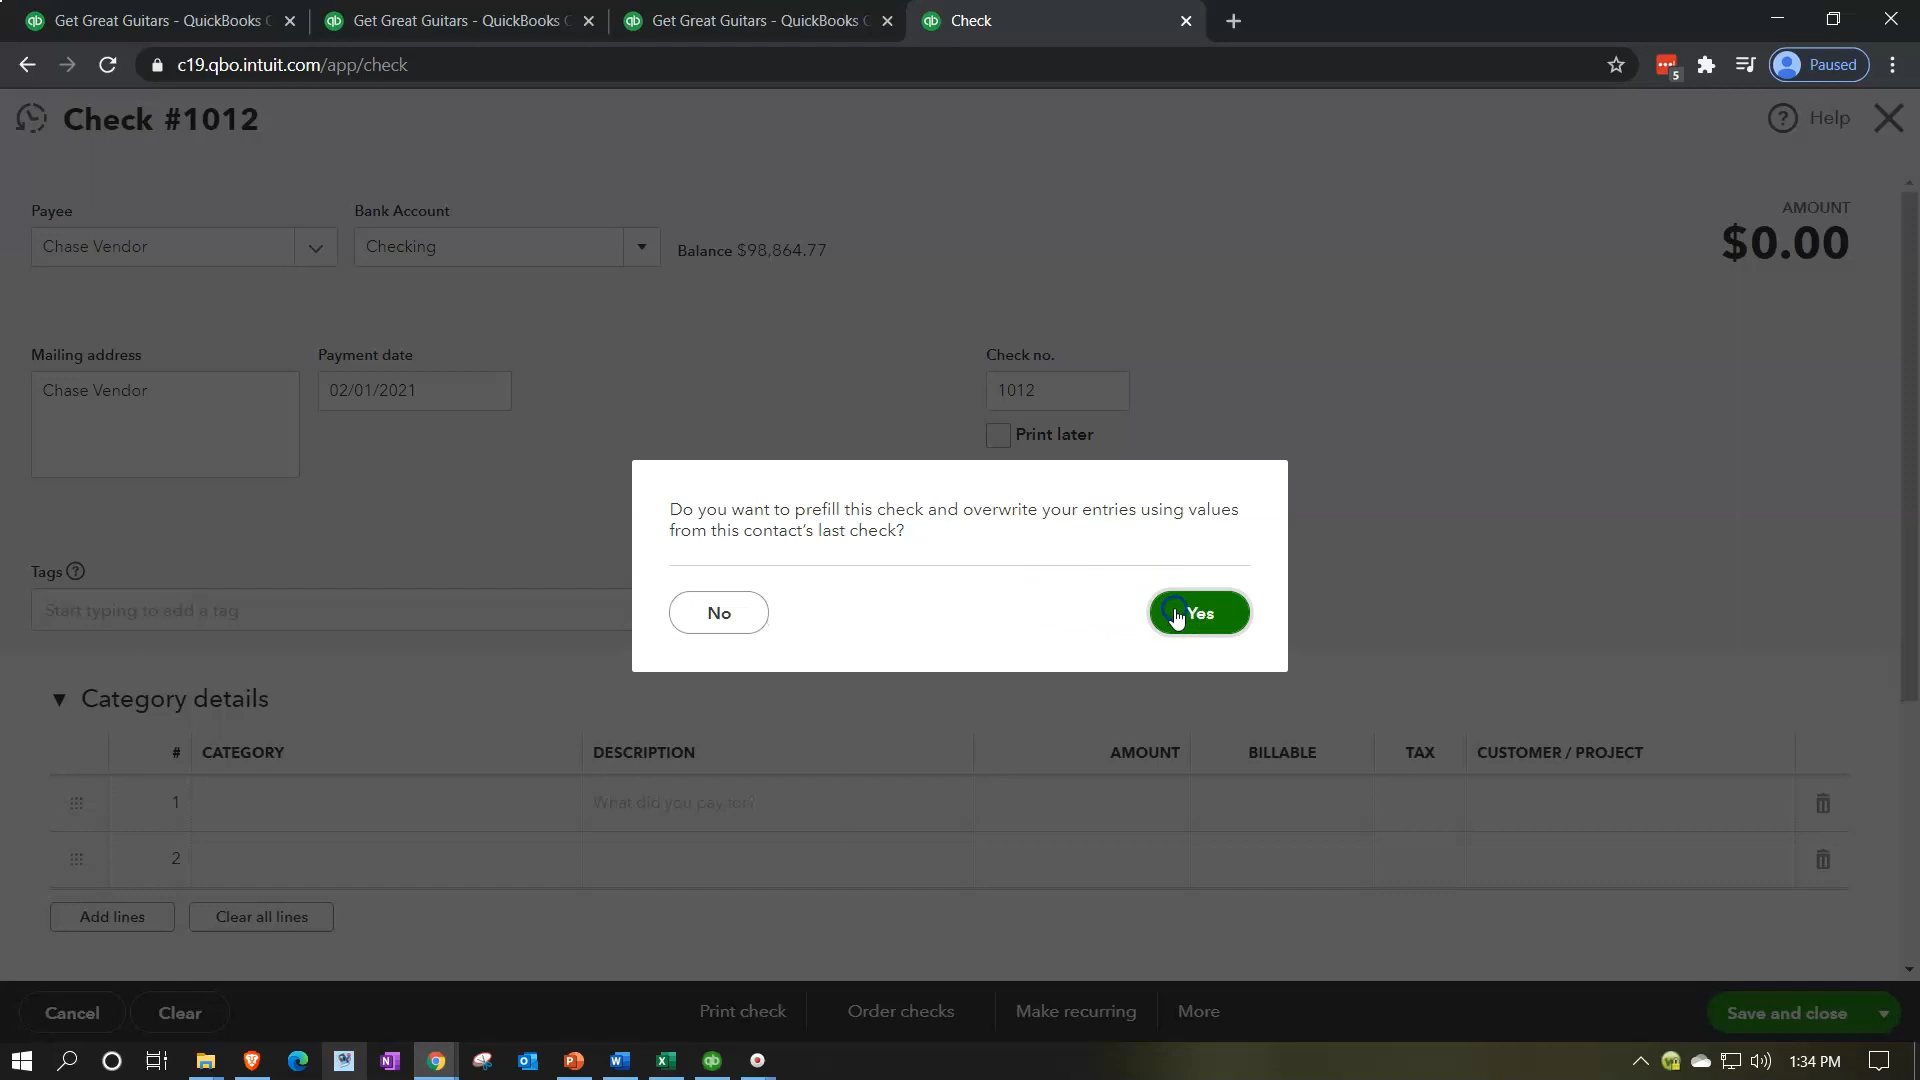 Get Great Guitars - QuickBooks C
Get Great Guitars - QuickBooks C
Get Great Guitars - QuickBooks C
Check
c19.qbo.intuit.com/app/check
5
Paused
Check #1012
Help
Payee
Bank Account
AMOUNT
Chase Vendor
Checking
Balance $98,864.77
$0.00
Mailing address
Payment date
Check no.
Chase Vendor
02/01/2021
1012
Print later
Do you want to prefill this check and overwrite your entries using values
from this contact's last check?
Tags
Start typing to add a tag
No
Yes
Category details
# CATEGORY DESCRIPTION AMOUNT BILLABLE TAX CUSTOMER / PROJECT
1 What did you pay for?
2
Add lines
Clear all lines
Cancel
Clear
Print check
Order checks
Make recurring
More
Save and close
1:34 PM